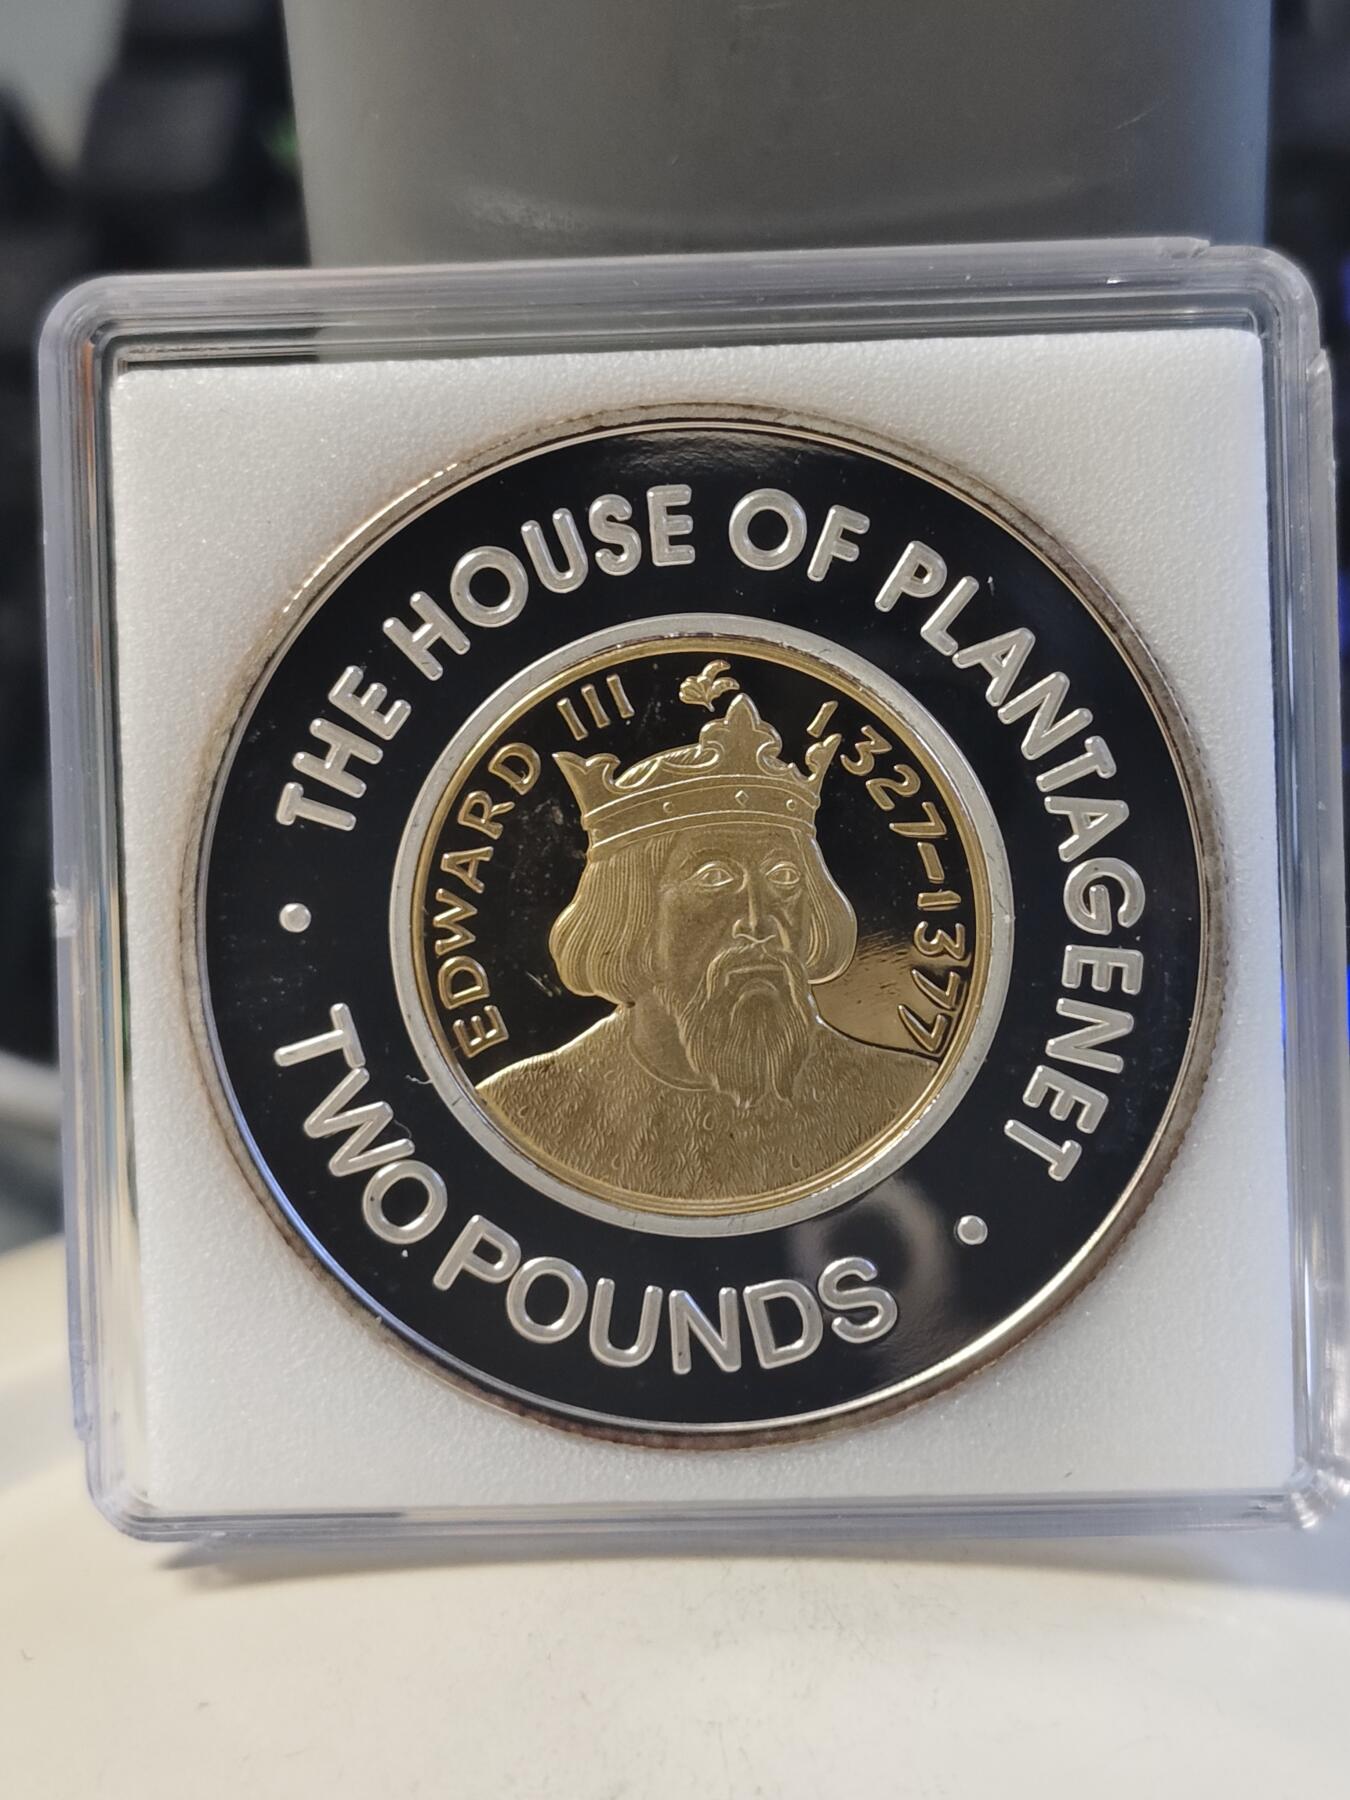 THE HOUSE OF PLANTAGENET
EDWARD III 1327-1377
· TWO POUNDS ·